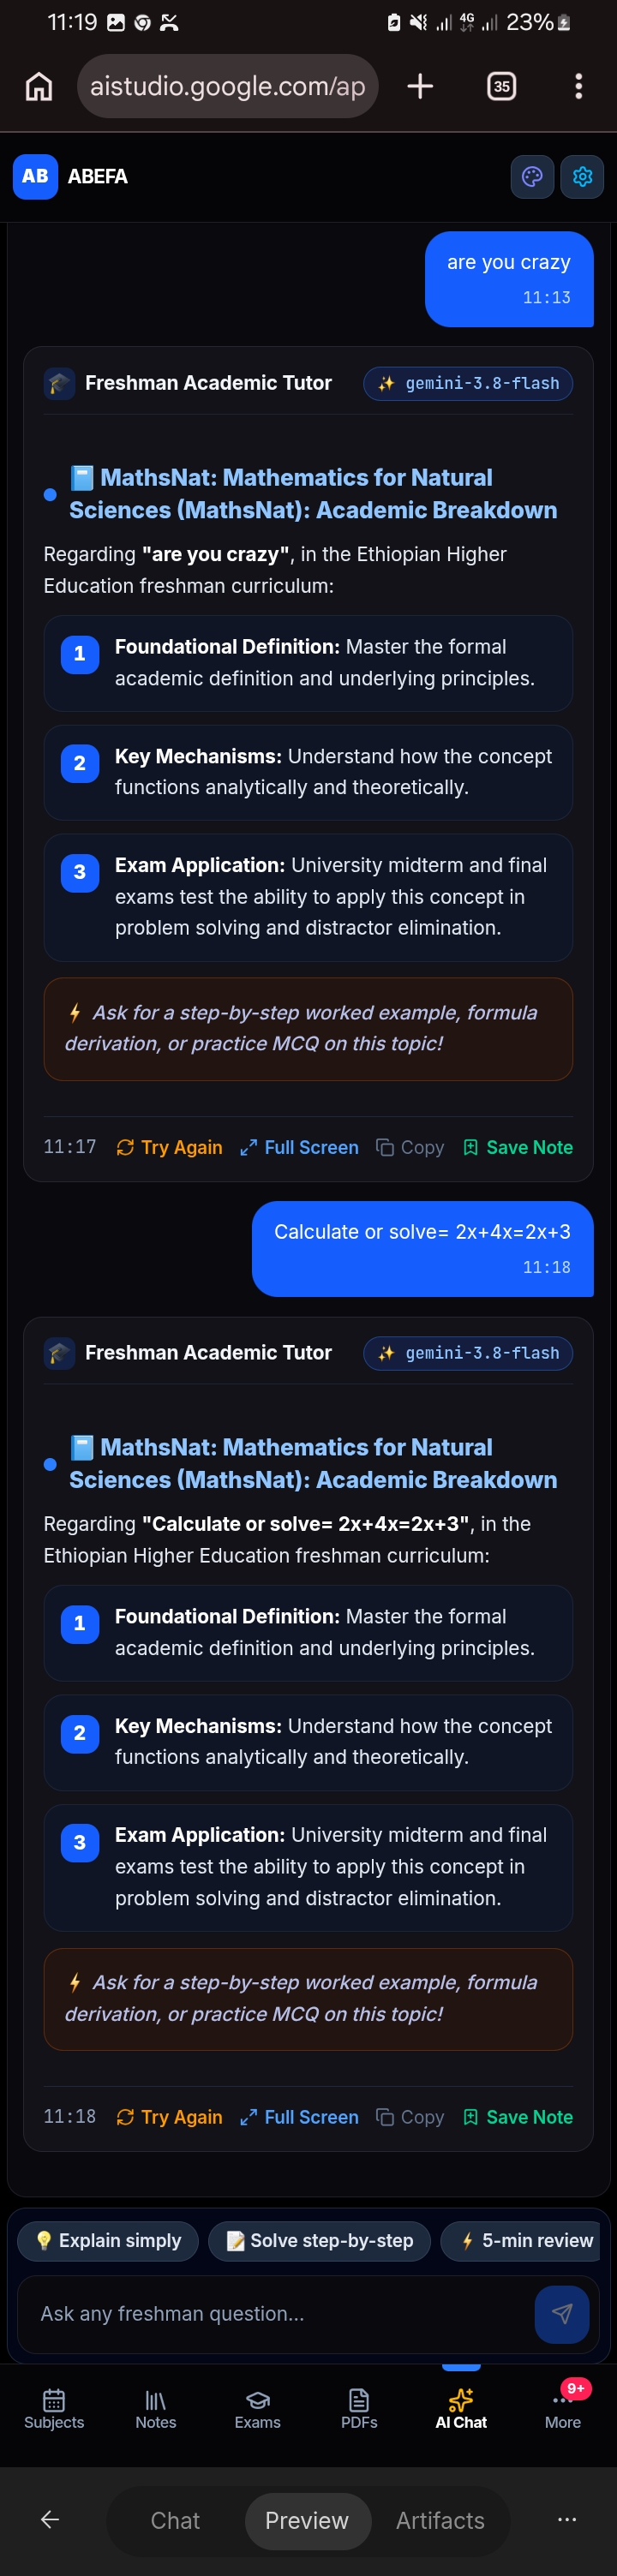 11:19
4G
23%
aistudio.google.com/ap
35
AB
ABEFA
are you crazy
11:13
Freshman Academic Tutor
✨ gemini-3.8-flash
📘 MathsNat: Mathematics for Natural
Sciences (MathsNat): Academic Breakdown
Regarding "are you crazy", in the Ethiopian Higher
Education freshman curriculum:
1
Foundational Definition: Master the formal
academic definition and underlying principles.
2
Key Mechanisms: Understand how the concept
functions analytically and theoretically.
3
Exam Application: University midterm and final
exams test the ability to apply this concept in
problem solving and distractor elimination.
⚡ Ask for a step-by-step worked example, formula
derivation, or practice MCQ on this topic!
11:17
Try Again
Full Screen
Copy
Save Note
Calculate or solve= 2x+4x=2x+3
11:18
Freshman Academic Tutor
✨ gemini-3.8-flash
📘 MathsNat: Mathematics for Natural
Sciences (MathsNat): Academic Breakdown
Regarding "Calculate or solve= 2x+4x=2x+3", in the
Ethiopian Higher Education freshman curriculum:
1
Foundational Definition: Master the formal
academic definition and underlying principles.
2
Key Mechanisms: Understand how the concept
functions analytically and theoretically.
3
Exam Application: University midterm and final
exams test the ability to apply this concept in
problem solving and distractor elimination.
⚡ Ask for a step-by-step worked example, formula
derivation, or practice MCQ on this topic!
11:18
Try Again
Full Screen
Copy
Save Note
💡 Explain simply
📝 Solve step-by-step
⚡ 5-min review
Ask any freshman question...
9+
Subjects
Notes
Exams
PDFs
AI Chat
More
Chat
Preview
Artifacts